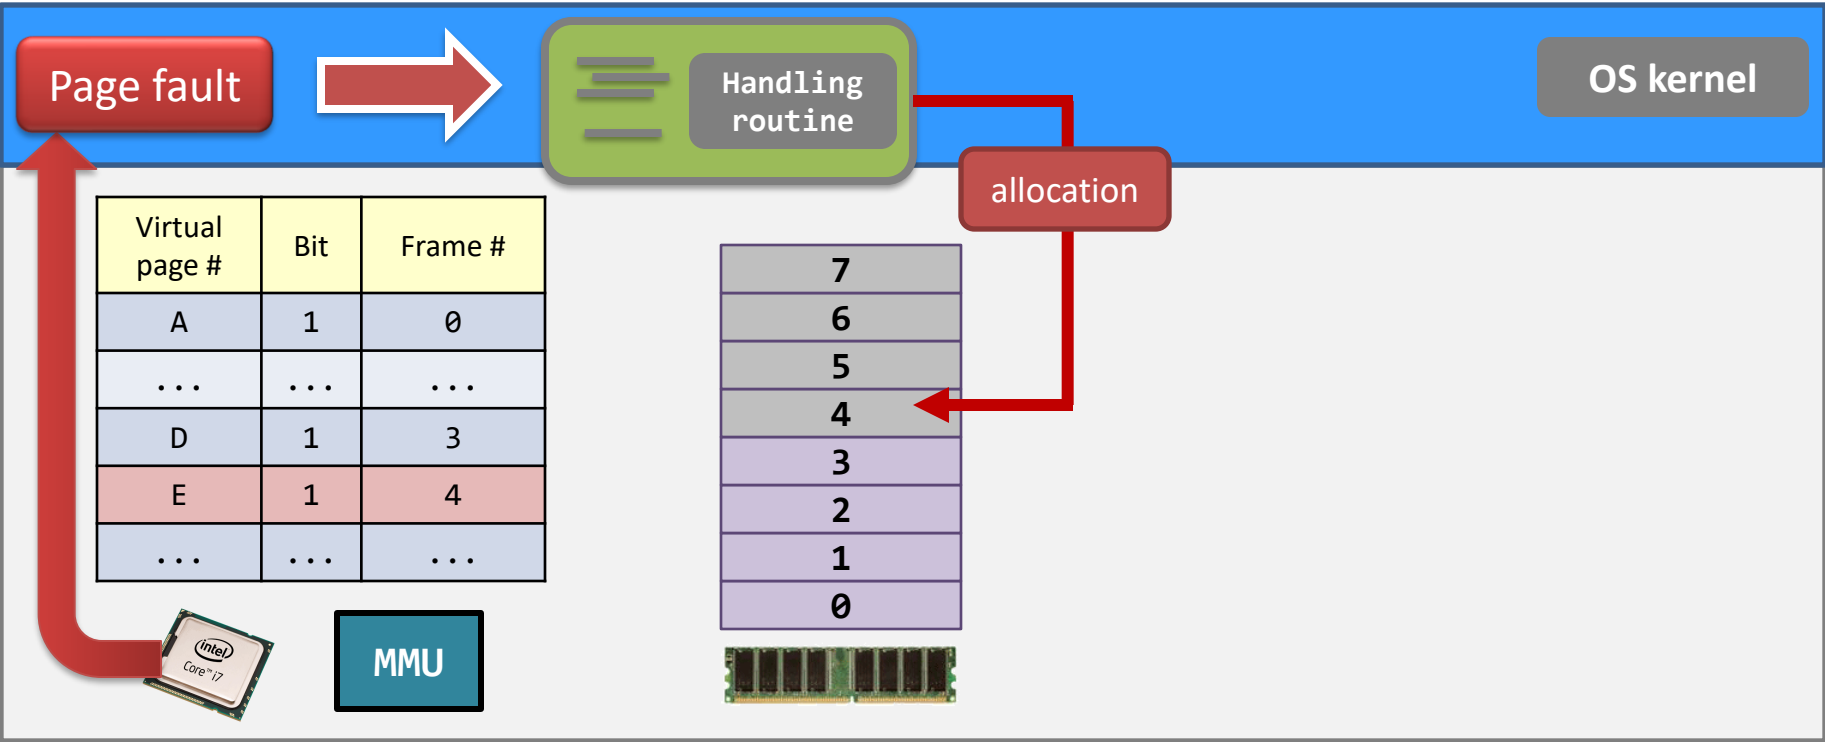 Page fault
Handling
routine
OS kernel
allocation
Virtual
page #
Bit
Frame #
A 1 0
... ... ...
D 1 3
E 1 4
... ... ...
7
6
5
4
3
2
1
0
intel
Core™ i7
MMU